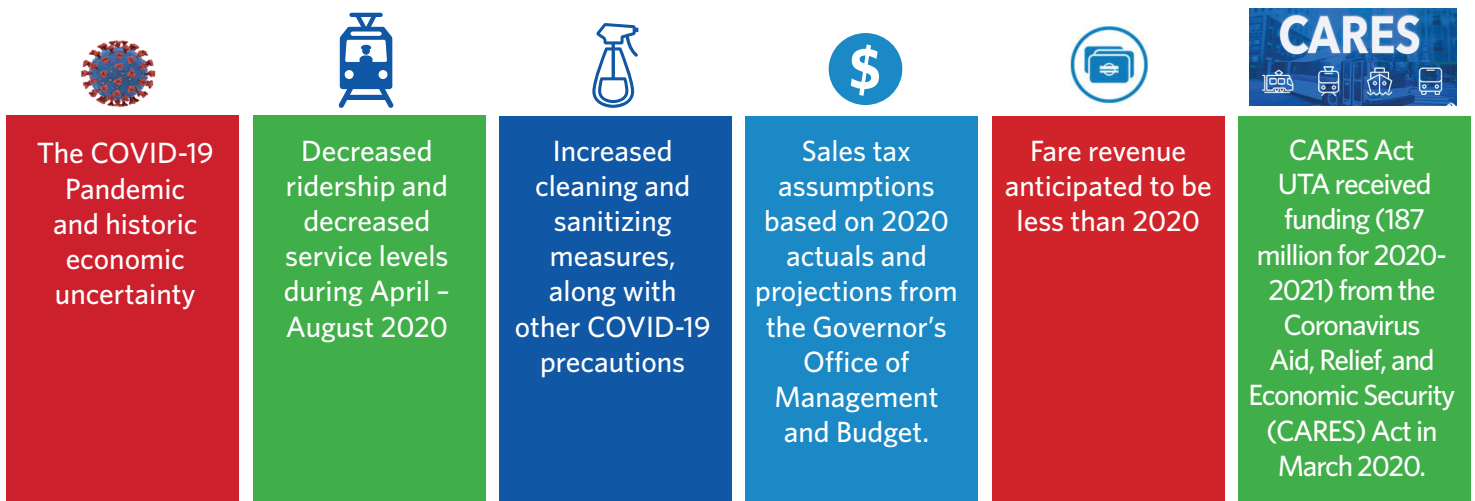 CARES
$
The COVID-19
Pandemic
and historic
economic
uncertainty
Decreased
ridership and
decreased
service levels
during April –
August 2020
Increased
cleaning and
sanitizing
measures,
along with
other COVID-19
precautions
Sales tax
assumptions
based on 2020
actuals and
projections from
the Governor’s
Office of
Management
and Budget.
Fare revenue
anticipated to be
less than 2020
CARES Act
UTA received
funding (187
million for 2020-
2021) from the
Coronavirus
Aid, Relief, and
Economic Security
(CARES) Act in
March 2020.